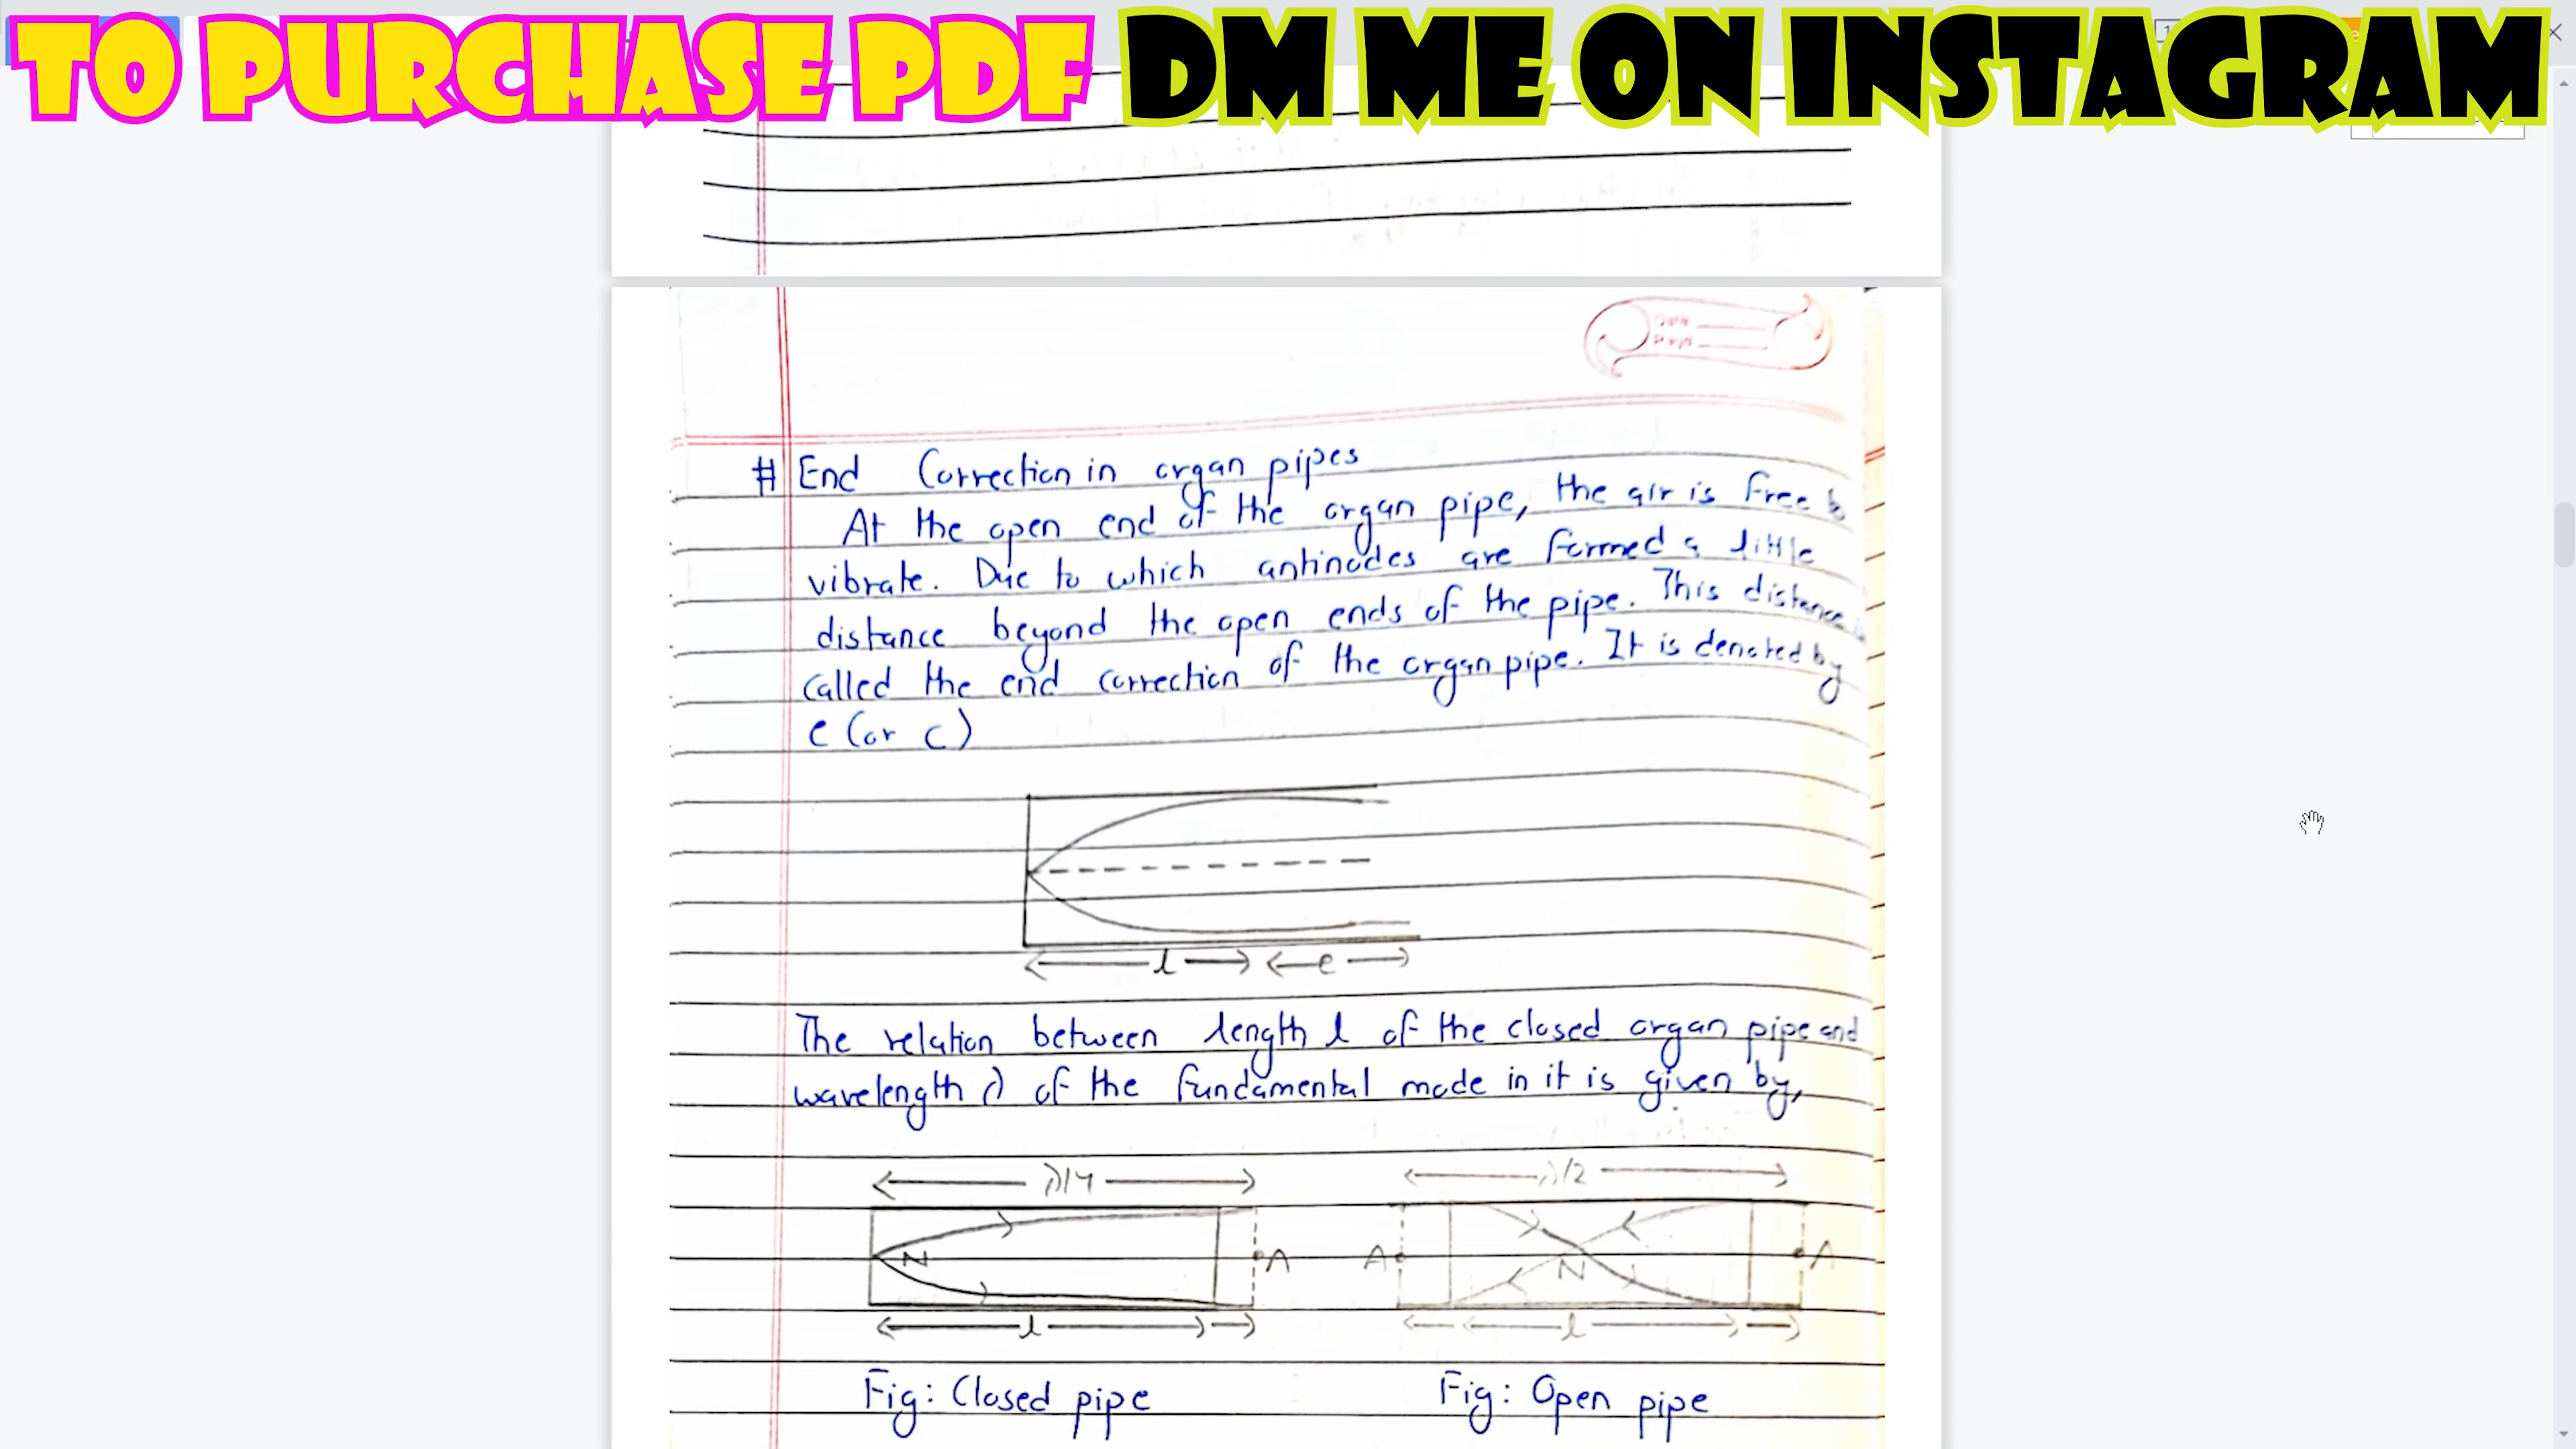 TO PURCHASE PDF DM ME ON INSTAGRAM
# End Correction in organ pipes
At the open end of the organ pipe, the air is free
vibrate. Due to which antinodes are formed a little
distance beyond the open ends of the pipe. This distance
called the end correction of the organ pipe. It is denoted by
e (or c)
l e
The relation between length l of the closed organ pipe and
wavelength λ of the fundamental mode in it is given by,
λ/4 λ/2
N A A N A
l l
Fig: Closed pipe Fig: Open pipe